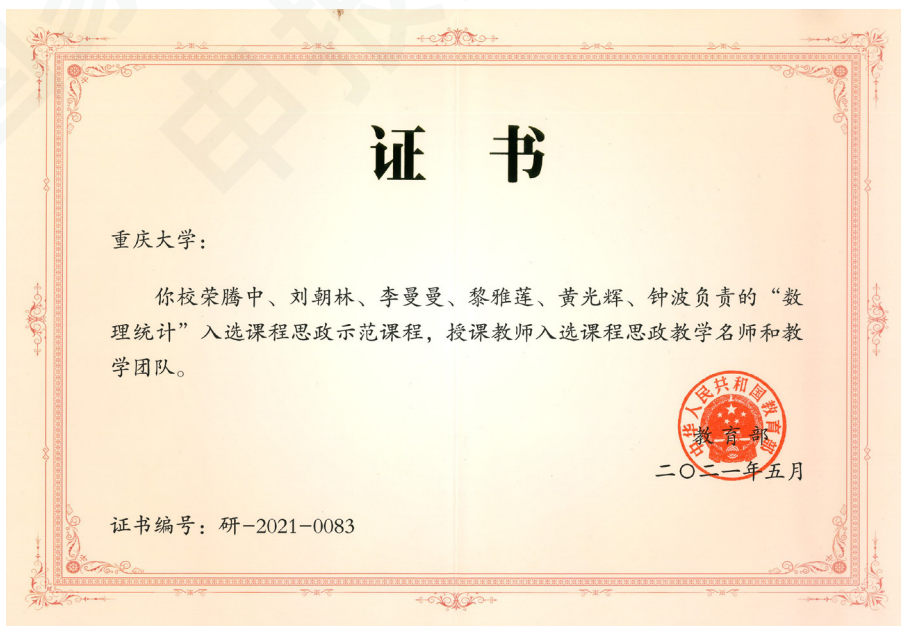 证 书
重庆大学：
你校荣腾中、刘朝林、李曼曼、黎雅莲、黄光辉、钟波负责的“数
理统计”入选课程思政示范课程，授课教师入选课程思政教学名师和教
学团队。
中华人民共和国教育部
教育部
二〇二一年五月
证书编号：研-2021-0083
申报